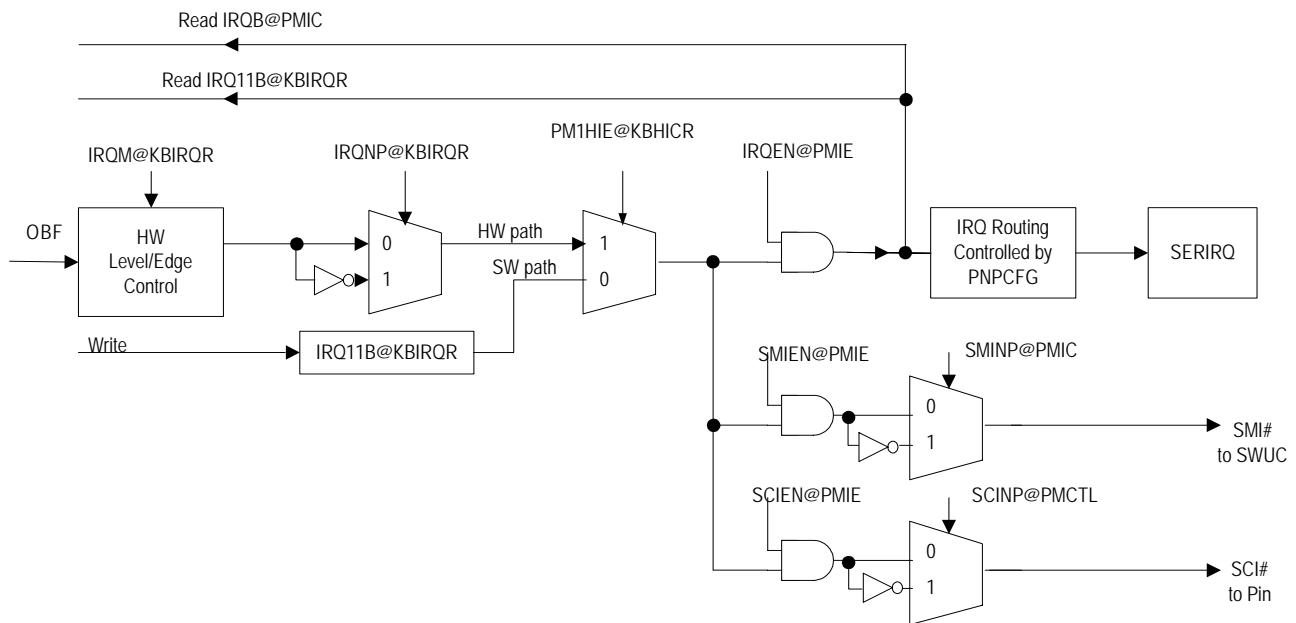 Read IRQB@PMIC
Read IRQ11B@KBIRQR
PM1HIE@KBHICR
IRQM@KBIRQR
IRQNP@KBIRQR
IRQEN@PMIE
OBF
HW
Level/Edge
Control
0
1
HW path
SW path
1
0
IRQ Routing
Controlled by
PNPCFG
SERIRQ
Write
IRQ11B@KBIRQR
SMIEN@PMIE
SMINP@PMIC
0
1
SMI#
to SWUC
SCIEN@PMIE
SCINP@PMCTL
0
1
SCI#
to Pin